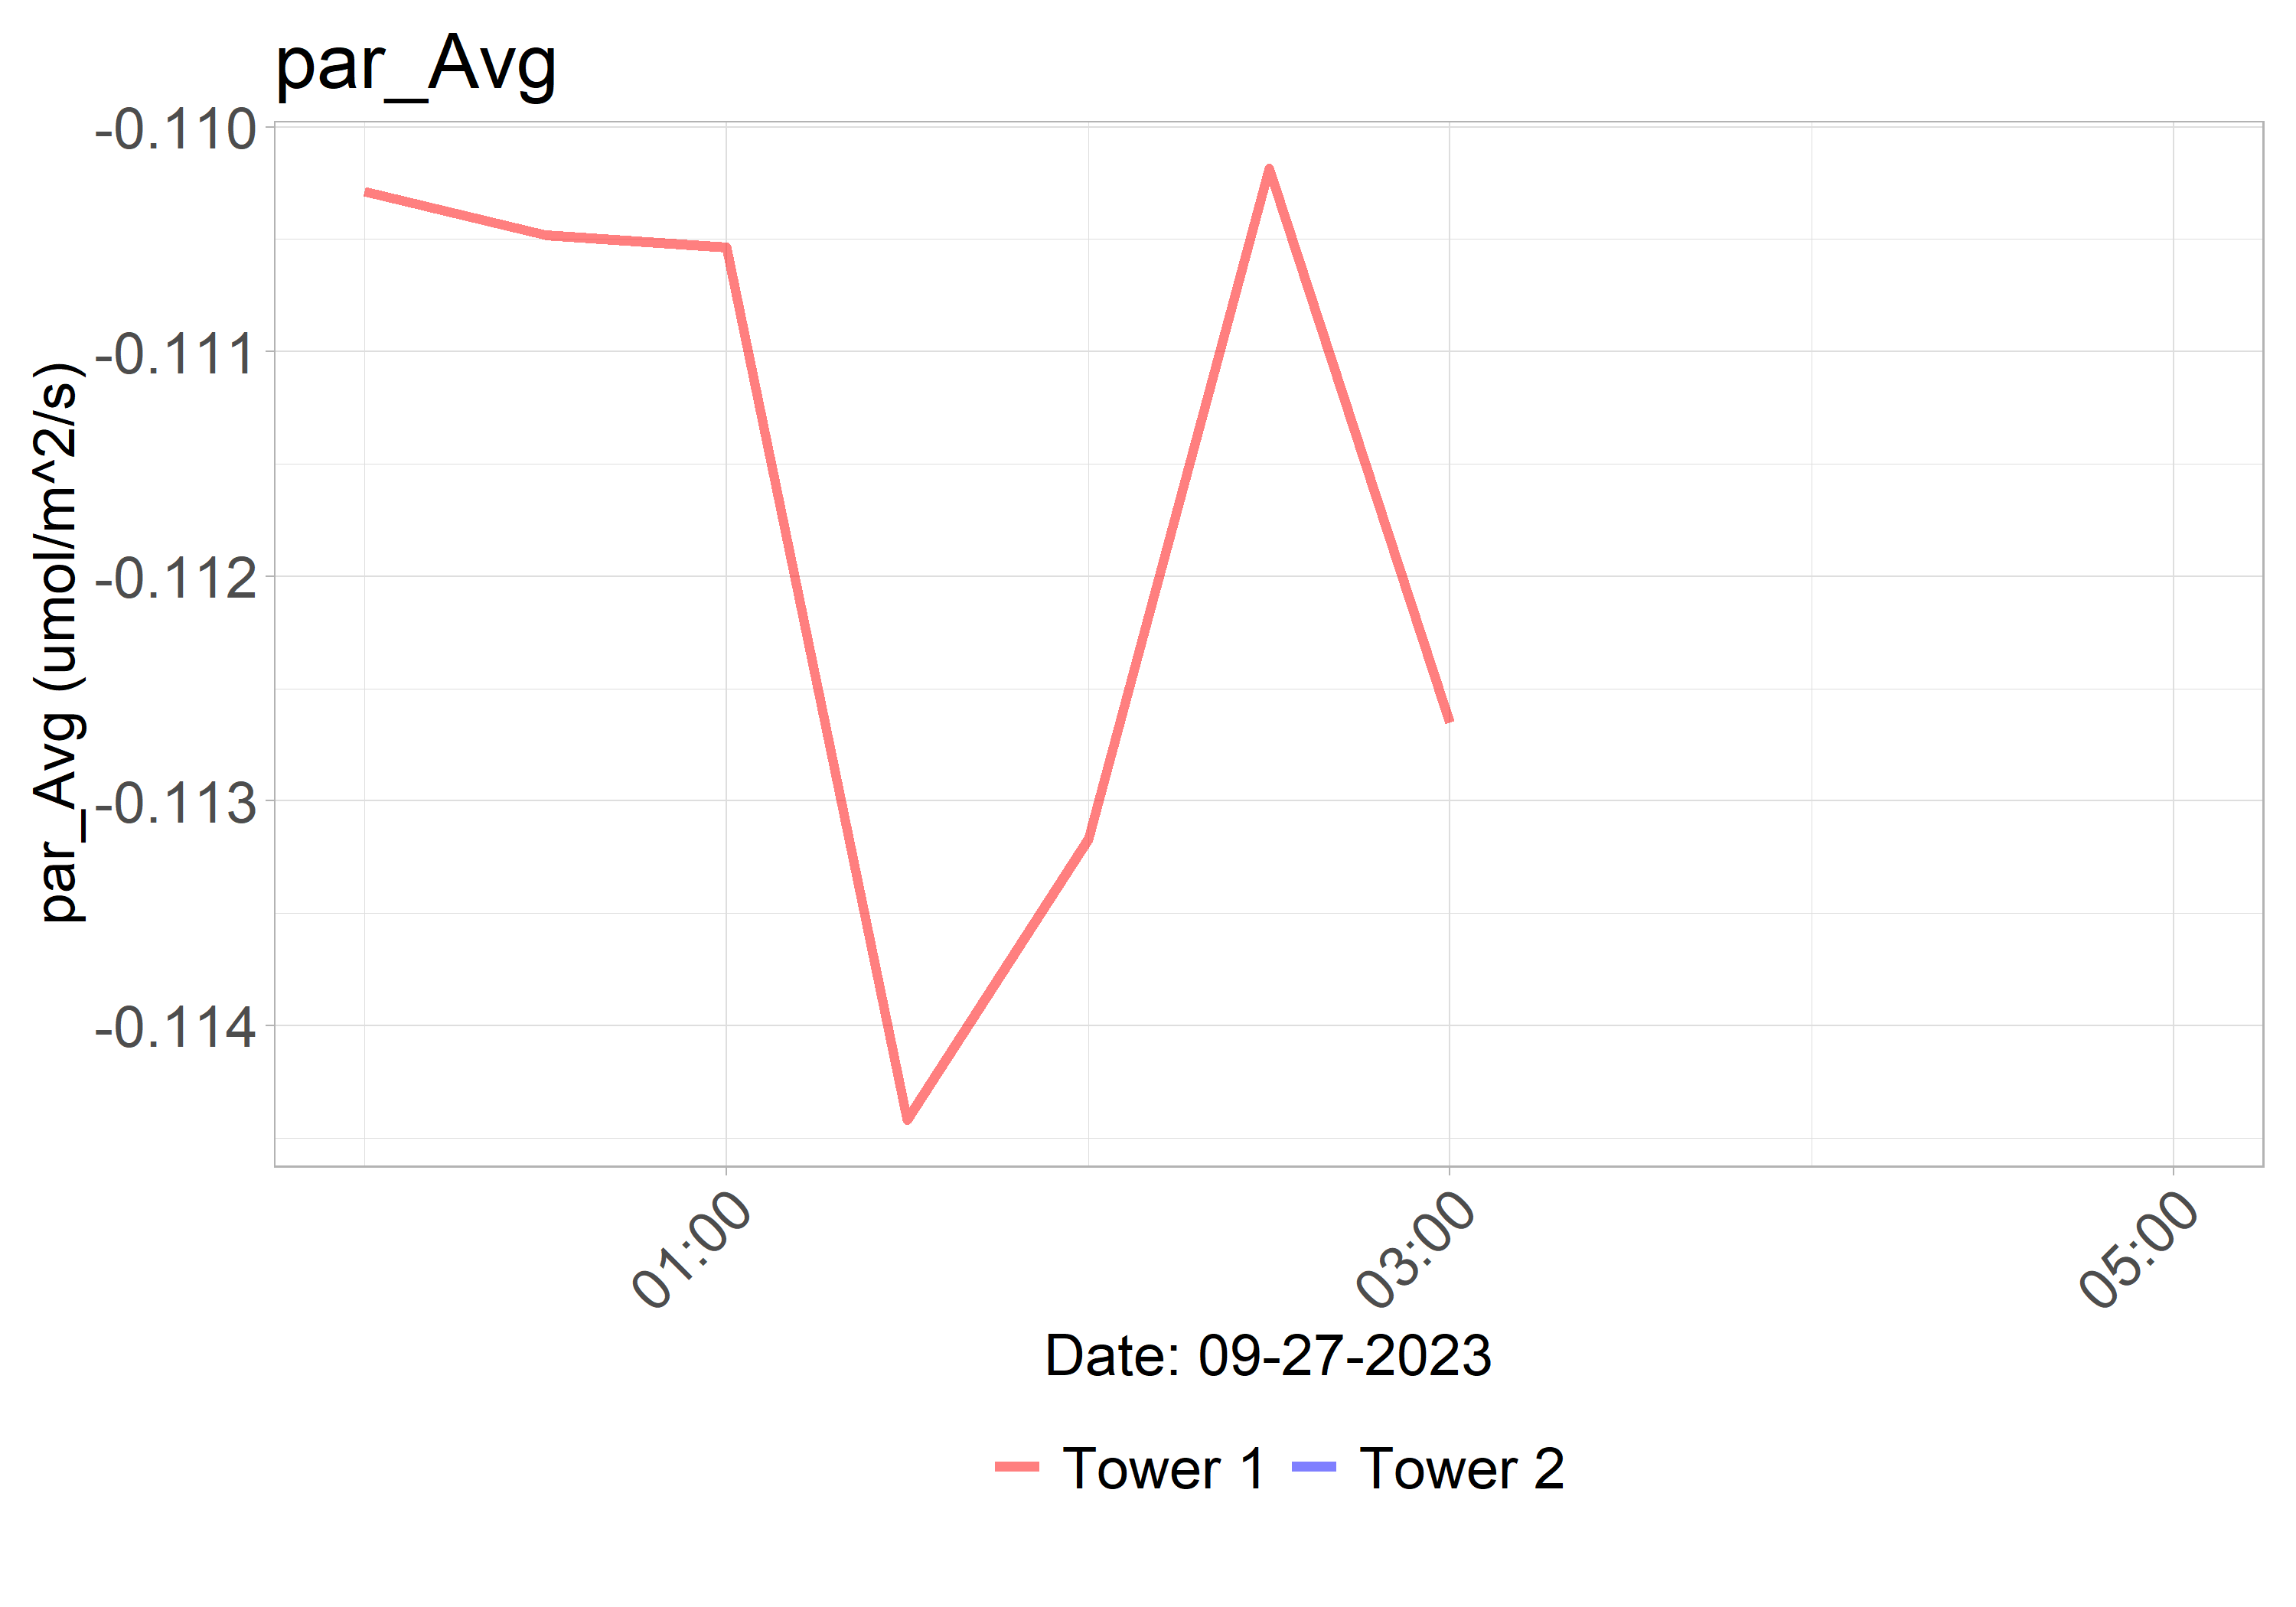 par_Avg
par_Avg (umol/m^2/s)
-0.110
-0.111
-0.112
-0.113
-0.114
01:00
03:00
05:00
Date: 09-27-2023
Tower 1
Tower 2